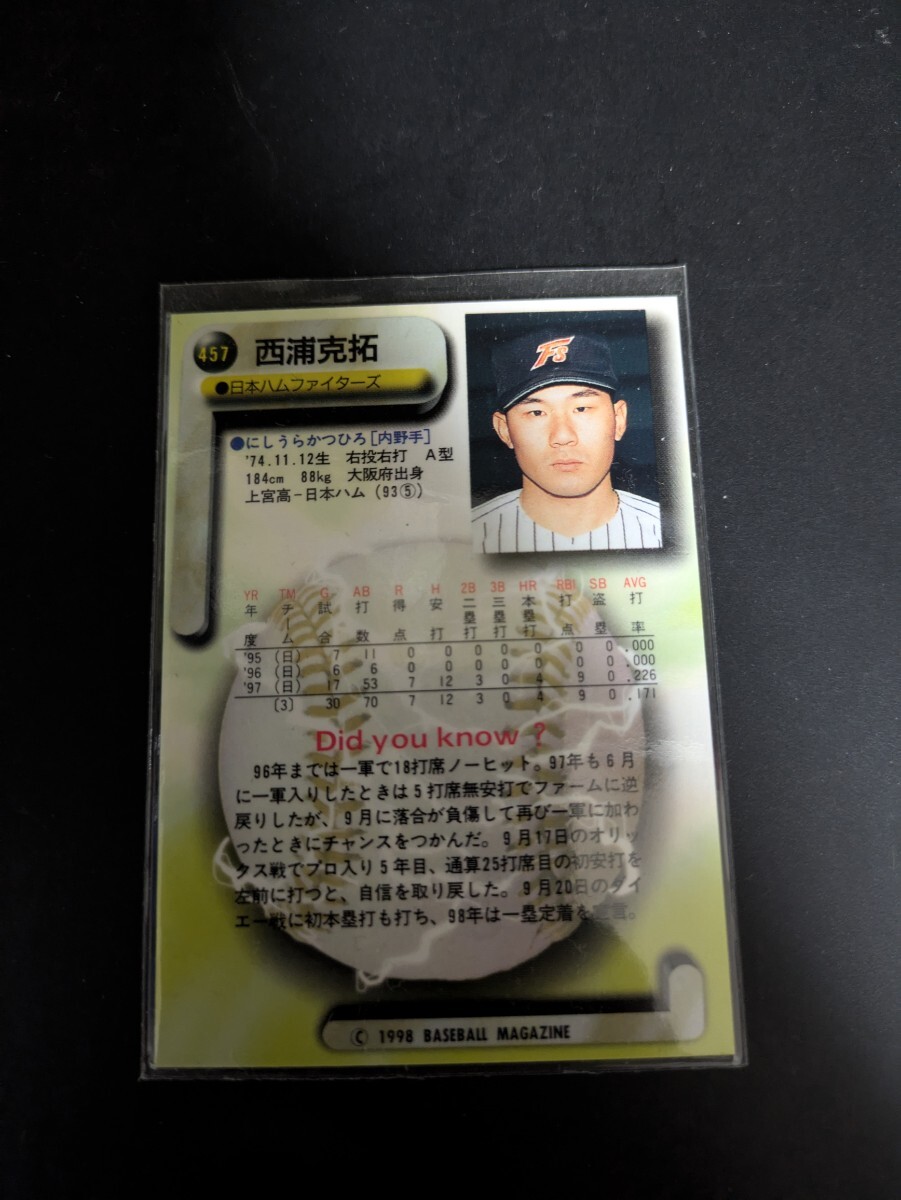 457 西浦克拓
●日本ハムファイターズ
F's
●にしうらかつひろ[内野手]
'74.11.12生 右投右打 A型
184cm 88kg 大阪府出身
上宮高-日本ハム(93⑤)
YR TM G AB R H 2B 3B HR RBI SB AVG
年度 チーム 試合 打数 得点 安打 二塁打 三塁打 本塁打 打点 盗塁 打率
'95 (日) 7 11 0 0 0 0 0 0 0 .000
'96 (日) 6 6 0 0 0 0 0 0 0 .000
'97 (日) 17 53 7 12 3 0 4 9 0 .226
[3] 30 70 7 12 3 0 4 9 0 .171
Did you know ?
96年までは一軍で18打席ノーヒット。97年も6月
に一軍入りしたときは5打席無安打でファームに逆
戻りしたが、9月に落合が負傷して再び一軍に加わ
ったときにチャンスをつかんだ。9月17日のオリッ
クス戦でプロ入り5年目、通算25打席目の初安打を
左前に打つと、自信を取り戻した。9月20日のダイ
エー戦に初本塁打も打ち、98年は一塁定着を宣言。
© 1998 BASEBALL MAGAZINE